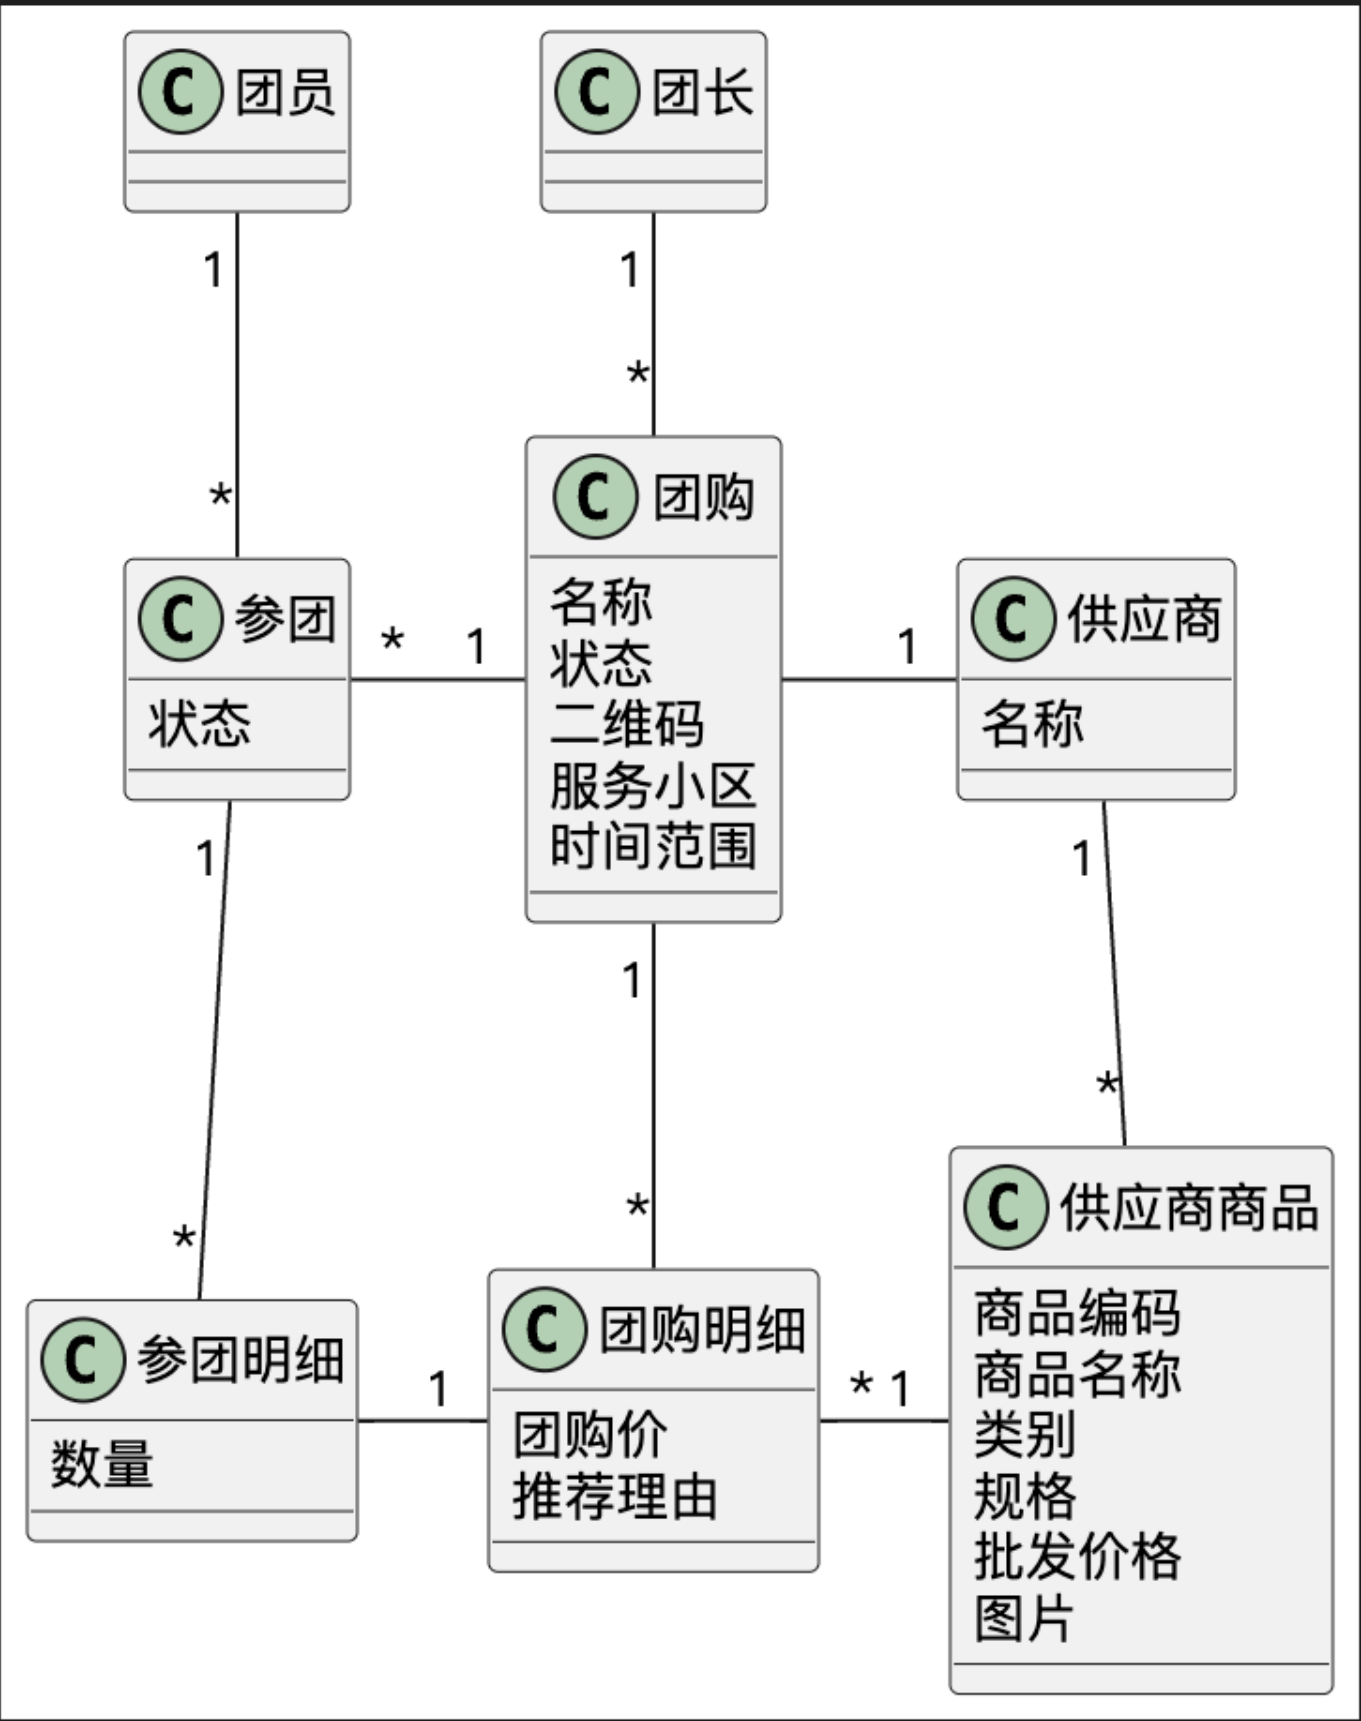 C 团员
C 团长
1
1
*
*
C 团购
名称
状态
二维码
服务小区
时间范围
C 参团
状态
* 1
1
C 供应商
名称
1
1
1
*
*
*
C 供应商商品
商品编码
商品名称
类别
规格
批发价格
图片
C 团购明细
团购价
推荐理由
* 1
C 参团明细
数量
1